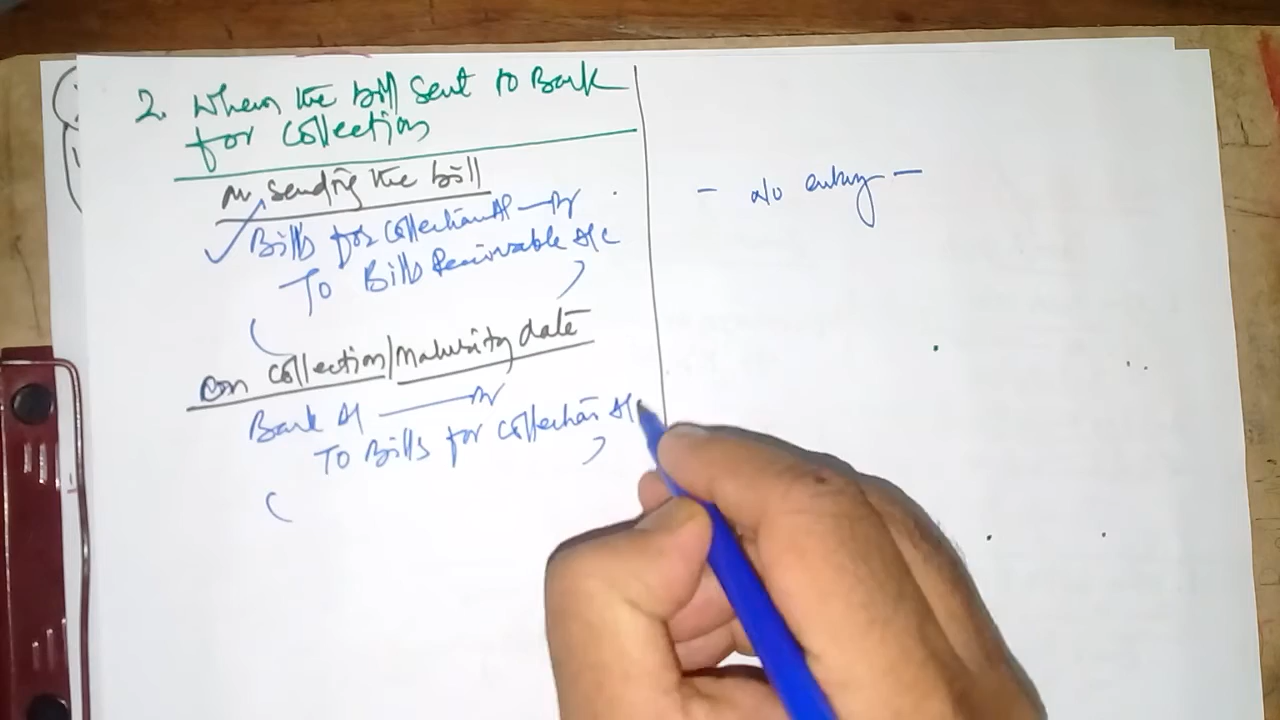 2. When the bill Sent to Bank
for Collection
on sending the bill
Bills for collection A/c Dr
To Bills Receivable A/c
On collection/maturity date
Bank A/c Dr
To Bills for collection A/c
- No entry -